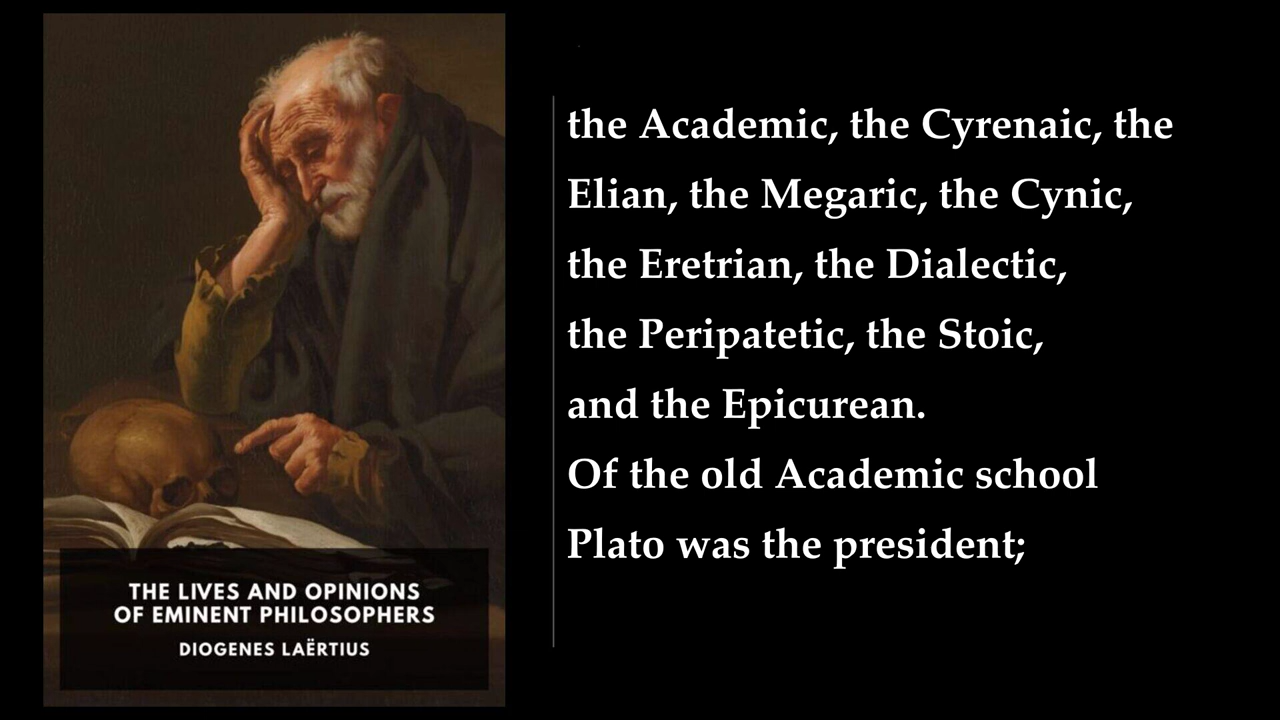 the Academic, the Cyrenaic, the
Elian, the Megaric, the Cynic,
the Eretrian, the Dialectic,
the Peripatetic, the Stoic,
and the Epicurean.
Of the old Academic school
Plato was the president;
THE LIVES AND OPINIONS
OF EMINENT PHILOSOPHERS
DIOGENES LAËRTIUS